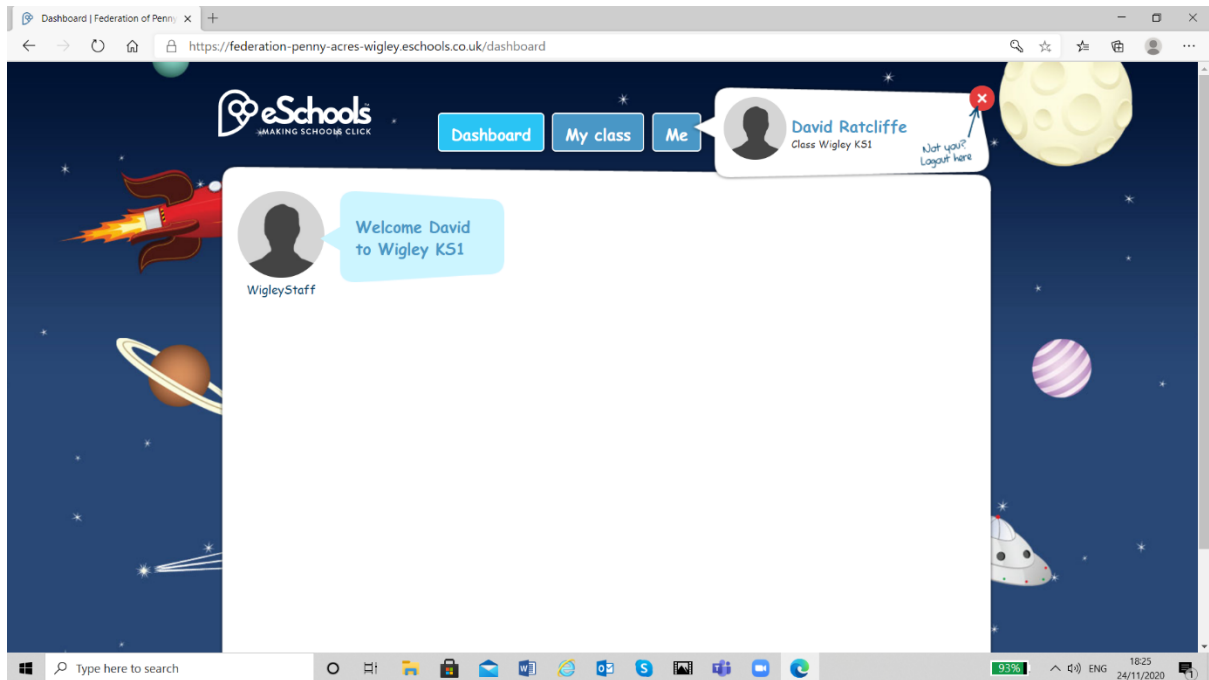 Dashboard | Federation of Penny
https://federation-penny-acres-wigley.eschools.co.uk/dashboard
eSchools
MAKING SCHOOLS CLICK
Dashboard
My class
Me
David Ratcliffe
Class Wigley KS1
Not you?
Logout here
Welcome David
to Wigley KS1
WigleyStaff
Type here to search
93%
ENG
18:25
24/11/2020